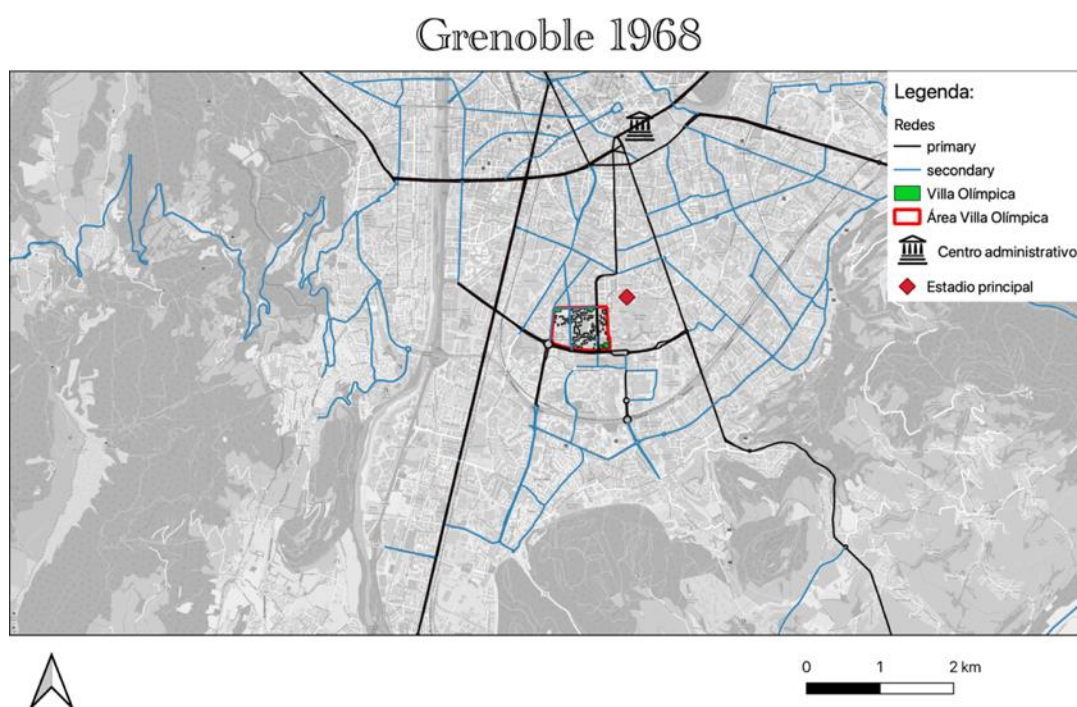 Grenoble 1968
Legenda:
Redes
primary
secondary
Villa Olímpica
Área Villa Olímpica
Centro administrativo
Estadio principal
0 1 2 km